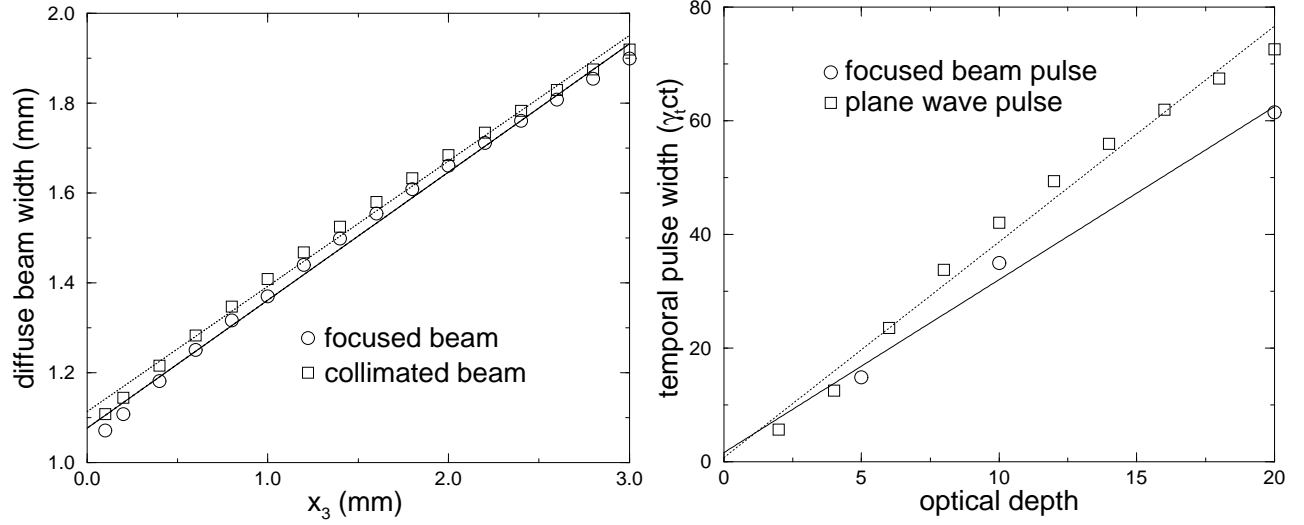 2.0
1.8
1.6
1.4
1.2
1.0
0.0
1.0
2.0
3.0
diffuse beam width (mm)
x₃ (mm)
focused beam
collimated beam
80
60
40
20
0
0
5
10
15
20
temporal pulse width (γₜct)
optical depth
focused beam pulse
plane wave pulse